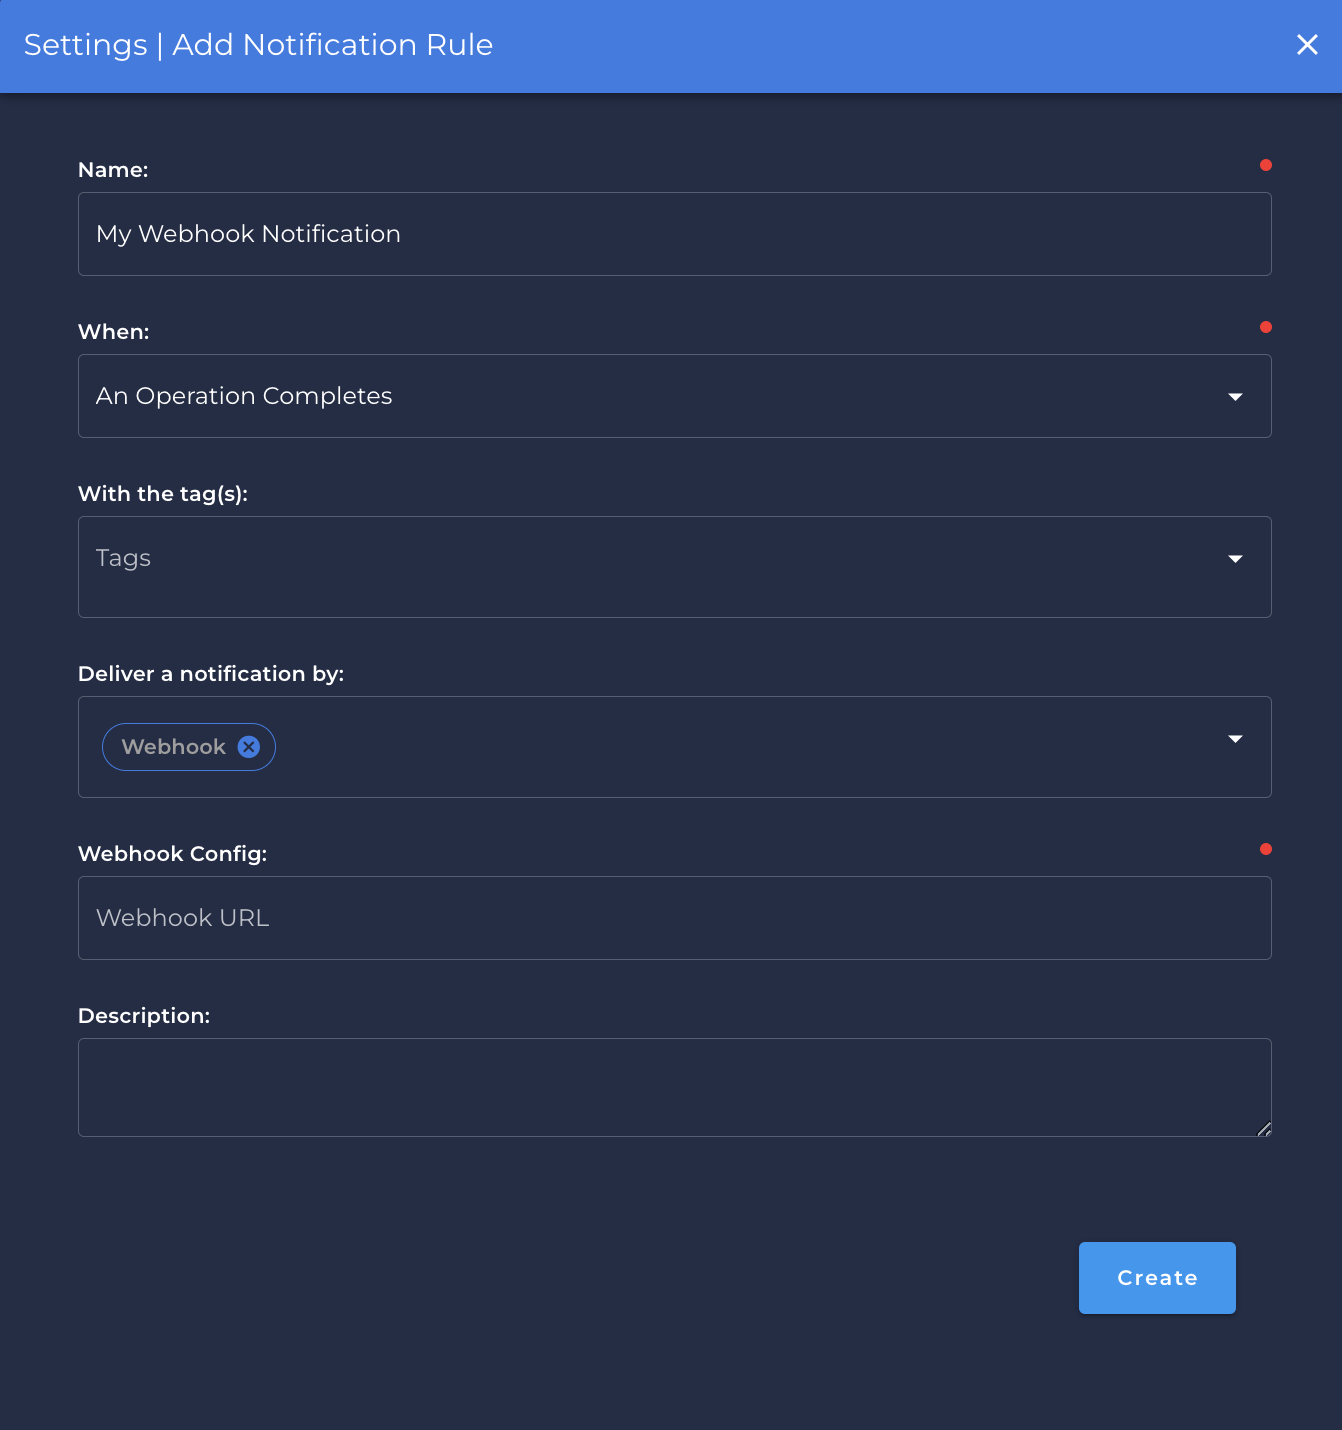 Settings | Add Notification Rule
Name:
My Webhook Notification
When:
An Operation Completes
With the tag(s):
Tags
Deliver a notification by:
Webhook
Webhook Config:
Webhook URL
Description:
Create